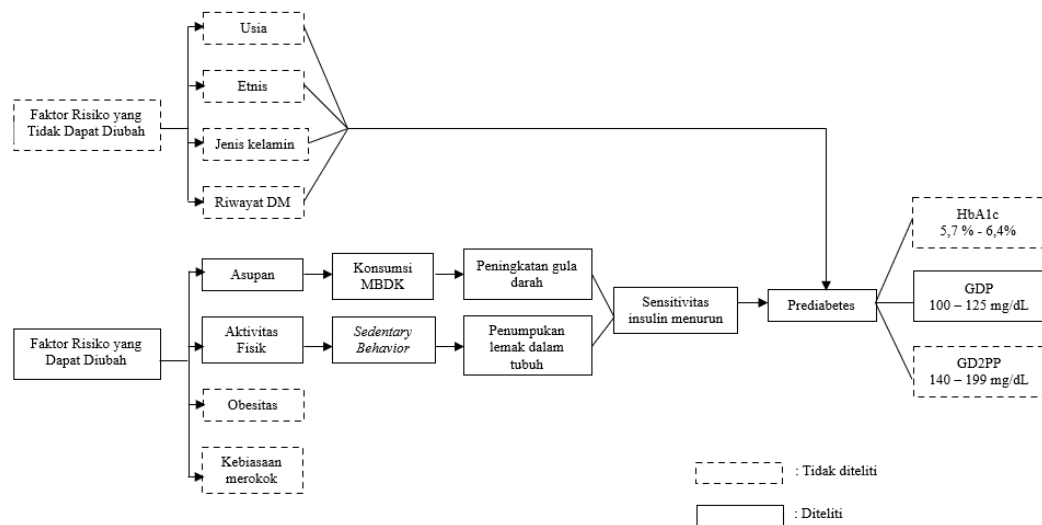 Usia
Etnis
Faktor Risiko yang
Tidak Dapat Diubah
Jenis kelamin
Riwayat DM
HbA1c
5,7 % - 6,4%
Asupan
Konsumsi
MBDK
Peningkatan gula
darah
GDP
100 – 125 mg/dL
Sensitivitas
insulin menurun
Prediabetes
Faktor Risiko yang
Dapat Diubah
Aktivitas
Fisik
Sedentary
Behavior
Penumpukan
lemak dalam
tubuh
GD2PP
140 – 199 mg/dL
Obesitas
Kebiasaan
merokok
: Tidak diteliti
: Diteliti